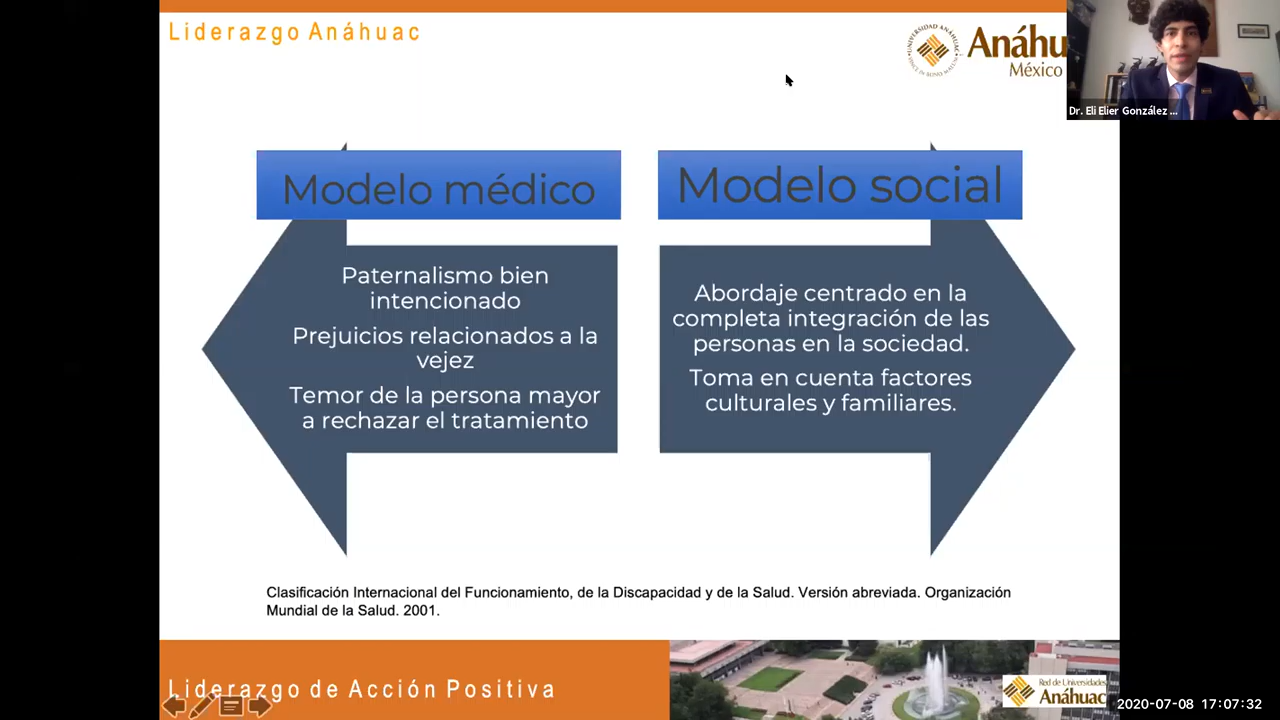 Liderazgo Anáhuac
Anáhu
México
Dr. Eli Elier González ...
Modelo médico
Paternalismo bien
intencionado
Prejuicios relacionados a la
vejez
Temor de la persona mayor
a rechazar el tratamiento
Modelo social
Abordaje centrado en la
completa integración de las
personas en la sociedad.
Toma en cuenta factores
culturales y familiares.
Clasificación Internacional del Funcionamiento, de la Discapacidad y de la Salud. Versión abreviada. Organización
Mundial de la Salud. 2001.
Liderazgo de Acción Positiva
Red de Universidades
Anáhuac
2020-07-08 17:07:32